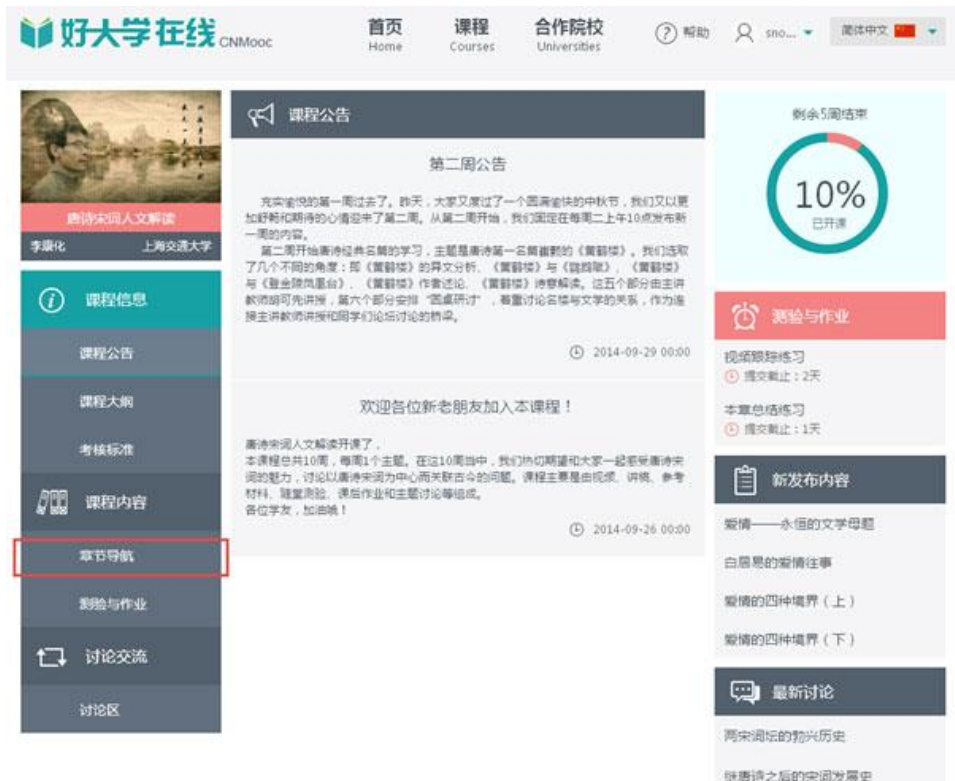 好大学在线 CNMooc
首页
Home
课程
Courses
合作院校
Universities
帮助
sno...
简体中文
唐诗宋词人文解读
李康化 上海交通大学
课程信息
课程公告
课程大纲
考核标准
课程内容
章节导航
测验与作业
讨论交流
讨论区
课程公告
第二周公告
充实愉悦的第一周过去了。昨天，大家又度过了一个圆满愉快的中秋节，我们又以更
加舒畅和期待的心情迎来了第二周。从第二周开始，我们固定在每周二上午10点发布新
一周的内容。
第二周开始唐诗经典名篇的学习，主题是唐诗第一名篇崔颢的《黄鹤楼》。我们选取
了几个不同的角度：即《黄鹤楼》的异文分析、《黄鹤楼》与《鹦鹉赋》、《黄鹤楼》
与《登金陵凤凰台》、《黄鹤楼》作者述论、《黄鹤楼》诗意解读。这五个部分由主讲
教师胡可先讲授，第六个部分安排“圆桌研讨”，着重讨论名楼与文学的关系，作为连
接主讲教师讲授和同学们论坛讨论的桥梁。
2014-09-29 00:00
欢迎各位新老朋友加入本课程！
唐诗宋词人文解读开课了，
本课程总共10周，每周1个主题。在这10周当中，我们热切期望和大家一起感受唐诗宋
词的魅力，讨论以唐诗宋词为中心而关联古今的问题。课程主要是由视频、讲稿、参考
材料、随堂测验、课后作业和主题讨论等组成。
各位学友，加油哦！
2014-09-26 00:00
剩余5周结束
10%
已开课
测验与作业
视频跟踪练习
提交截止：2天
本章总结练习
提交截止：1天
新发布内容
爱情——永恒的文学母题
白居易的爱情往事
爱情的四种境界（上）
爱情的四种境界（下）
最新讨论
两宋词坛的勃兴历史
继唐诗之后的宋词发展史